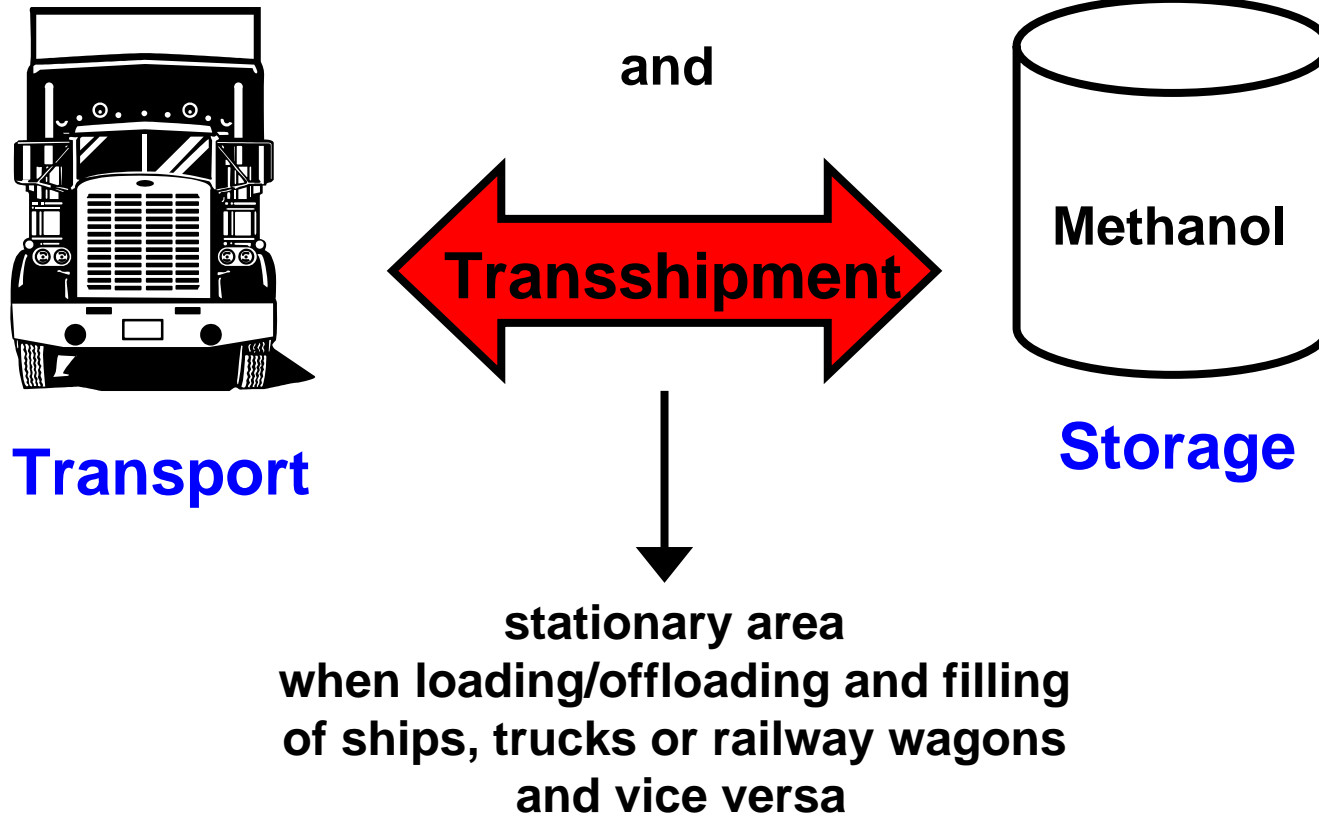 and
Transshipment
Methanol
Transport
Storage
stationary area
when loading/offloading and filling
of ships, trucks or railway wagons
and vice versa